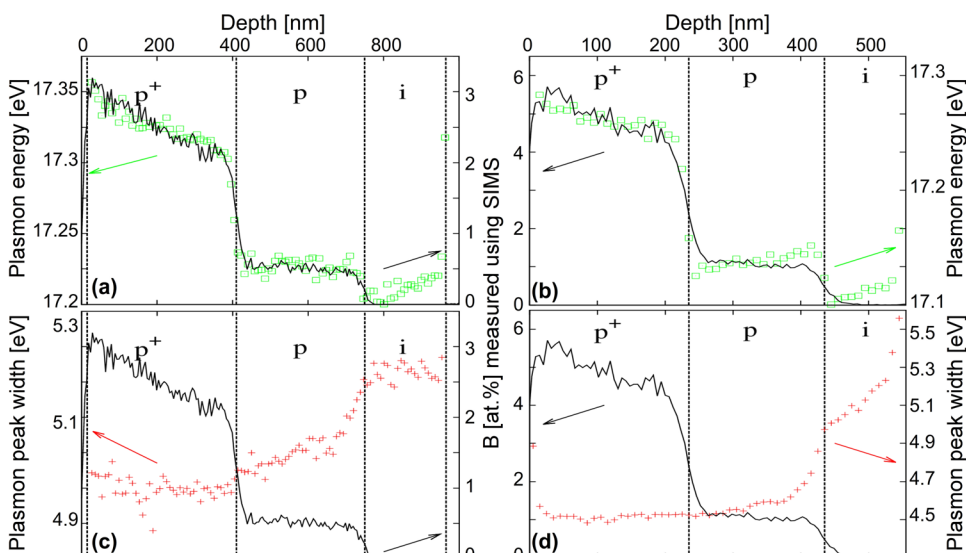 Depth [nm]
0 200 400 600 800
Depth [nm]
0 100 200 300 400 500
Plasmon energy [eV]
17.35
17.3
17.25
17.2
p+
p
i
(a)
3
2
1
0
B [at.%] measured using SIMS
6
4
2
0
p+
p
i
(b)
17.3
17.2
17.1
Plasmon energy [eV]
Plasmon peak width [eV]
5.3
5.1
4.9
p+
p
i
(c)
3
2
1
0
6
4
2
0
p+
p
i
(d)
5.5
5.3
5.1
4.9
4.7
4.5
Plasmon peak width [eV]